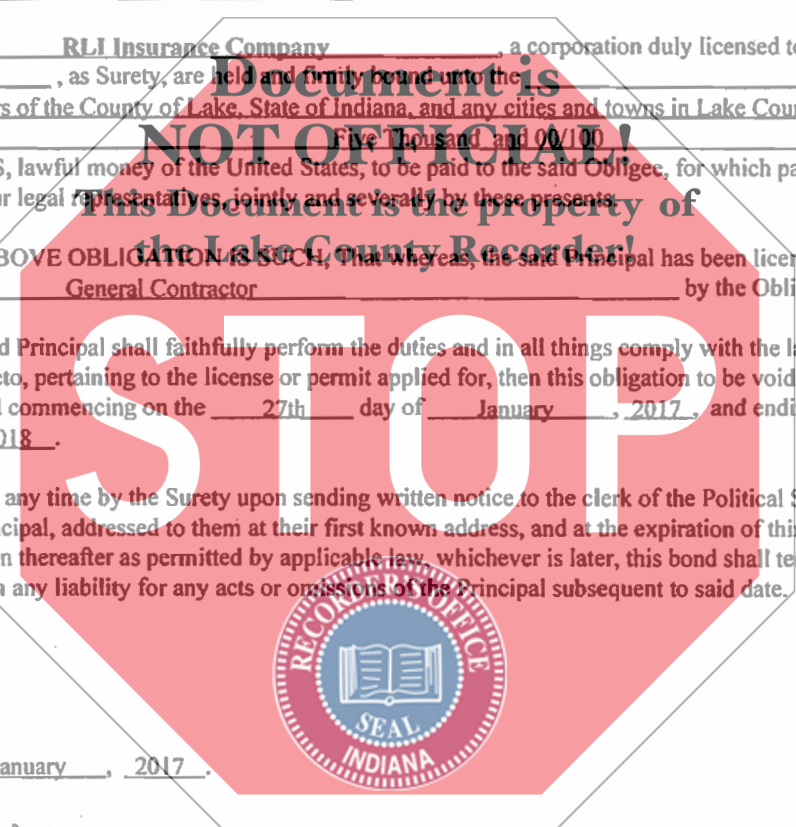 RLI Insurance Company , a corporation duly licensed to
Document is
, as Surety, are held and firmly bound unto the
rs of the County of Lake, State of Indiana, and any cities and towns in Lake Cou
NOT OFFICIAL!
Five Thousand and 00/100
S, lawful money of the United States, to be paid to the said Obligee, for which pa
r legal representatives, jointly and severally by these presents.
This Document is the property of
the Lake County Recorder!
BOVE OBLIGATION IS SUCH, That whereas, the said Principal has been licen
General Contractor by the Obli
STOP
d Principal shall faithfully perform the duties and in all things comply with the la
to, pertaining to the license or permit applied for, then this obligation to be void
commencing on the 27th day of January , 2017 , and endi
018 .
any time by the Surety upon sending written notice to the clerk of the Political S
cipal, addressed to them at their first known address, and at the expiration of thi
n thereafter as permitted by applicable law, whichever is later, this bond shall te
any liability for any acts or omissions of the Principal subsequent to said date.
RECORDER'S OFFICE
SEAL
INDIANA
anuary , 2017 .